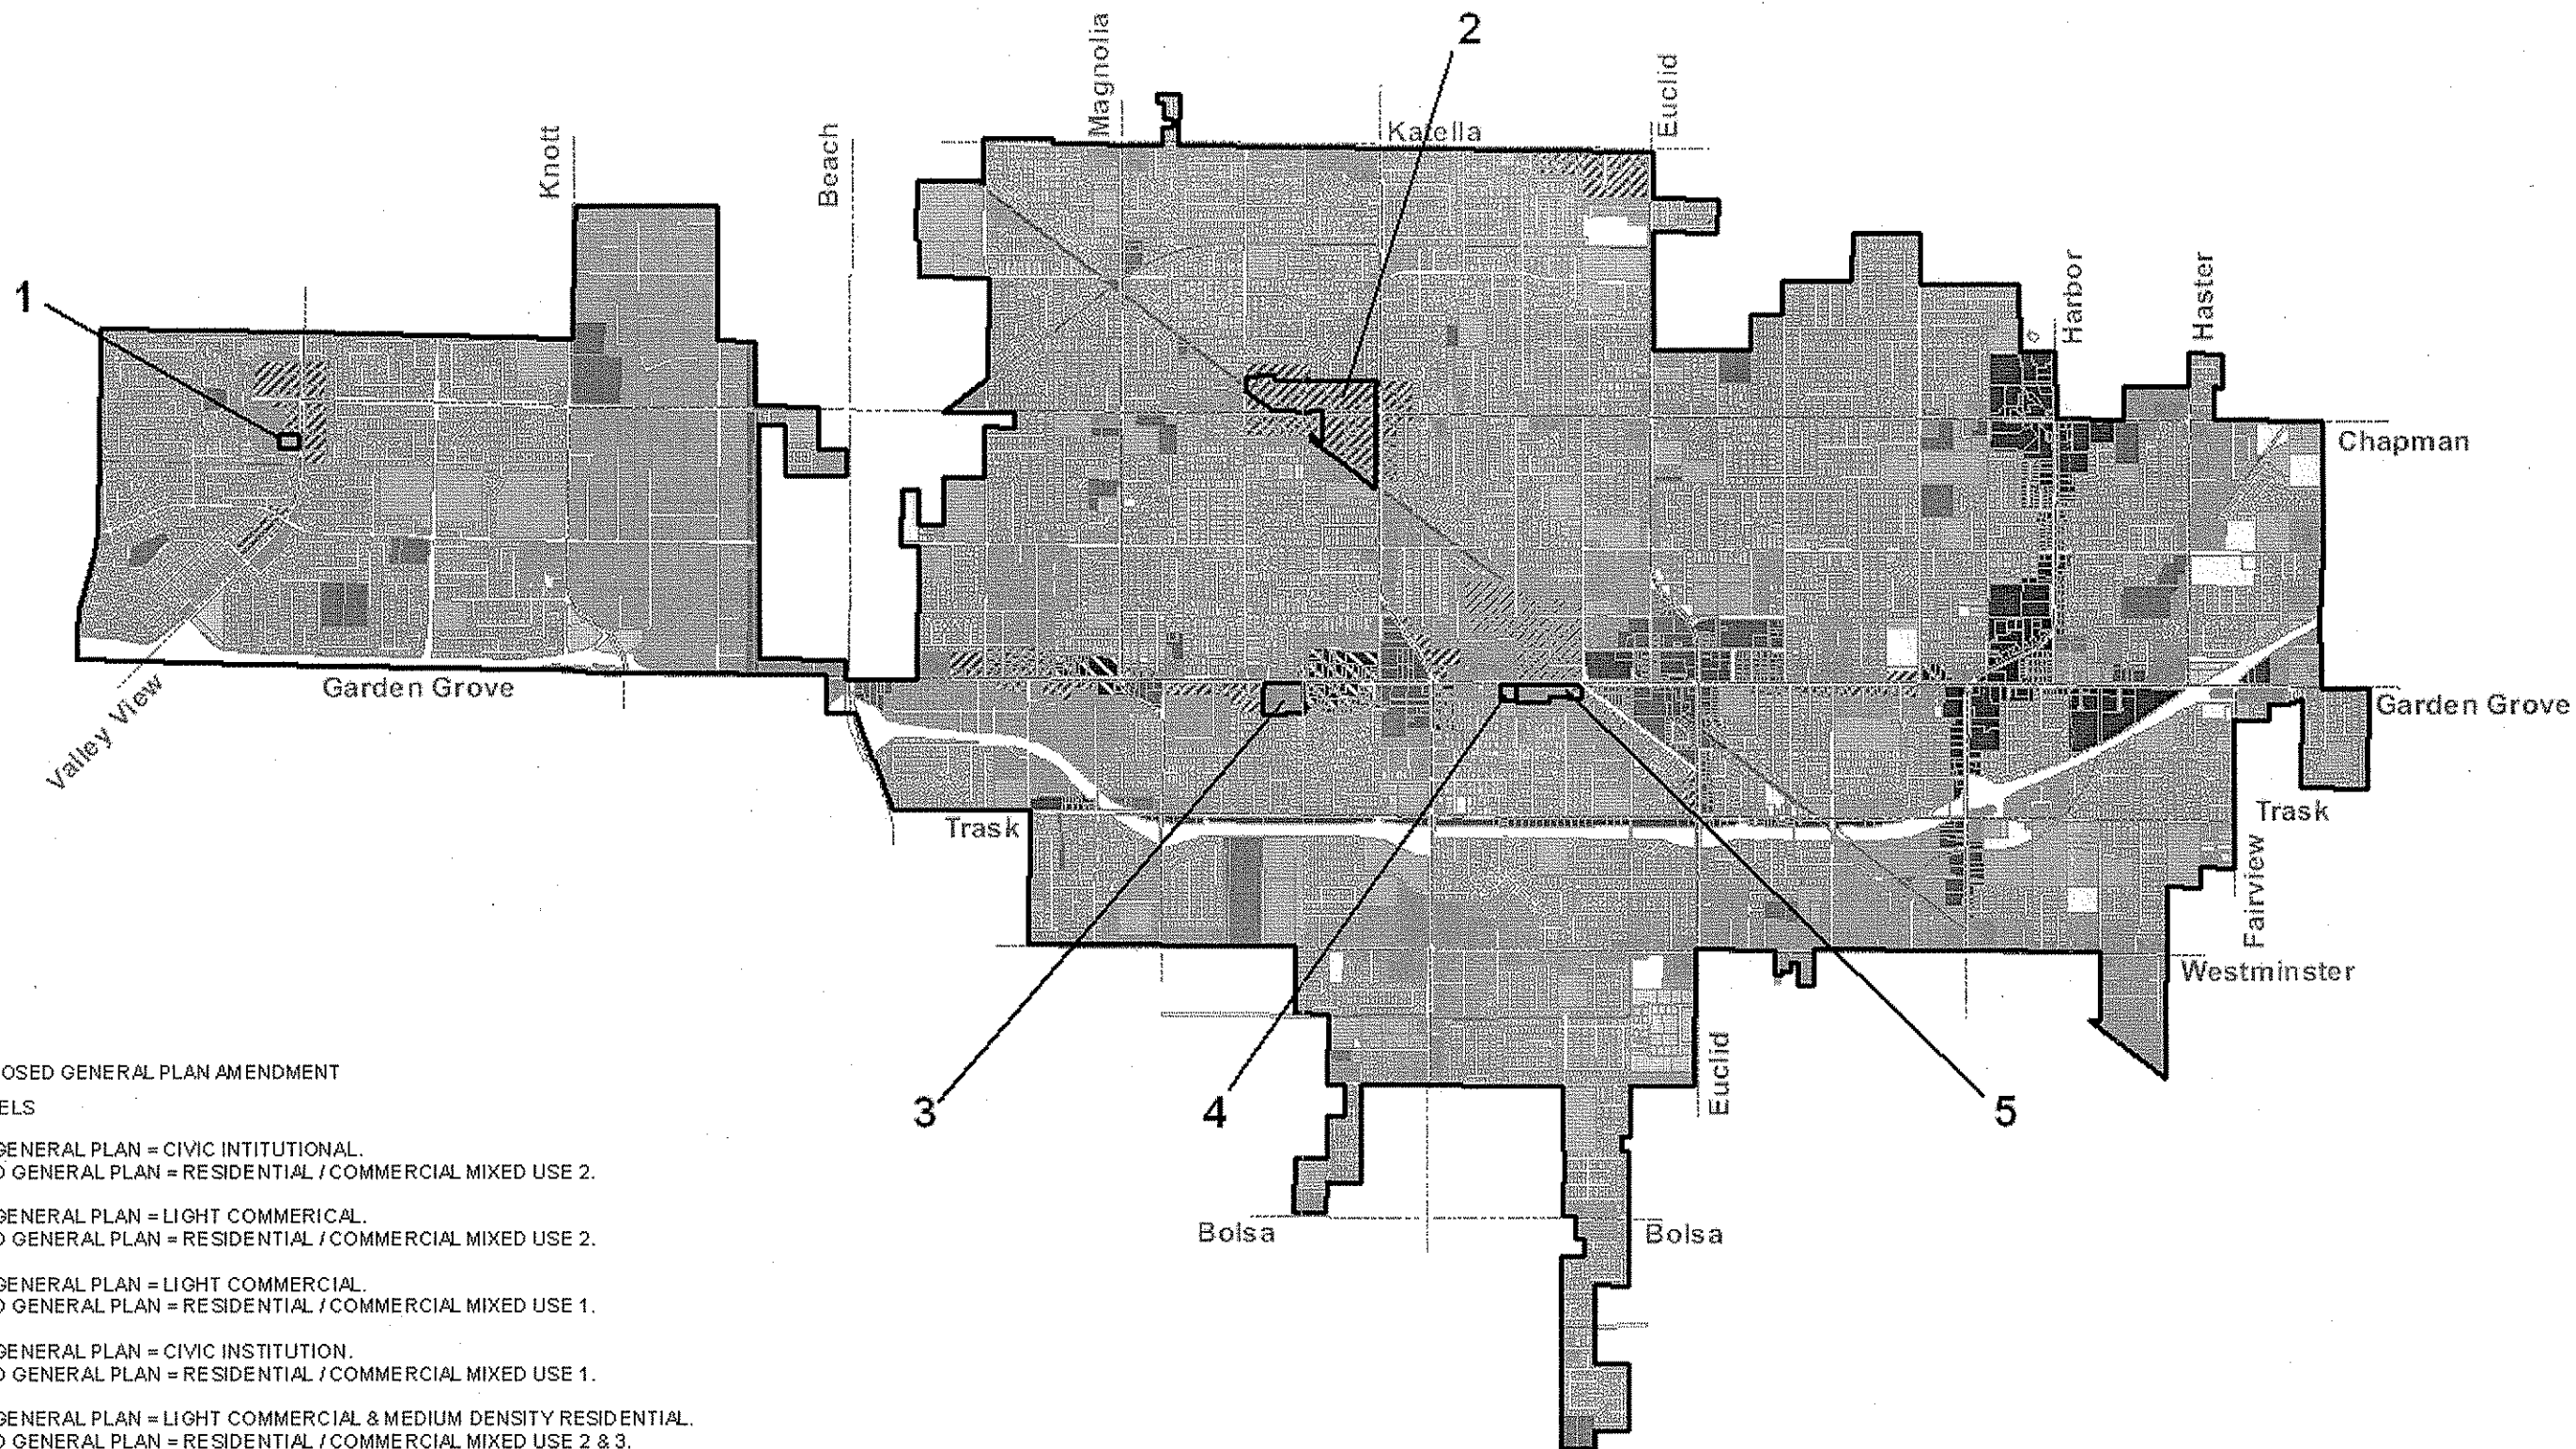 2
Magnolia
Euclid
Katella
Knott
Beach
Harbor
Haster
1
Chapman
Valley View
Garden Grove
Garden Grove
Trask
Trask
Fairview
Westminster
3
4
5
Euclid
Bolsa
Bolsa
OSED GENERAL PLAN AMENDMENT
ELS
GENERAL PLAN = CIVIC INTITUTIONAL.
D GENERAL PLAN = RESIDENTIAL / COMMERCIAL MIXED USE 2.
GENERAL PLAN = LIGHT COMMERICAL.
D GENERAL PLAN = RESIDENTIAL / COMMERCIAL MIXED USE 2.
GENERAL PLAN = LIGHT COMMERCIAL.
D GENERAL PLAN = RESIDENTIAL / COMMERCIAL MIXED USE 1.
GENERAL PLAN = CIVIC INSTITUTION.
D GENERAL PLAN = RESIDENTIAL / COMMERCIAL MIXED USE 1.
GENERAL PLAN = LIGHT COMMERCIAL & MEDIUM DENSITY RESIDENTIAL.
D GENERAL PLAN = RESIDENTIAL / COMMERCIAL MIXED USE 2 & 3.